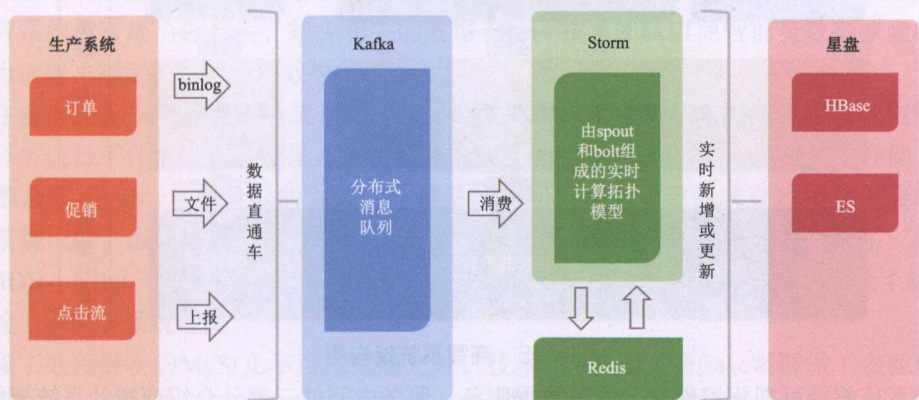 生产系统
订单
促销
点击流
binlog
文件
上报
数据直通车
Kafka
分布式
消息
队列
消费
Storm
由spout
和bolt组
成的实时
计算拓扑
模型
Redis
实时新增或更新
星盘
HBase
ES